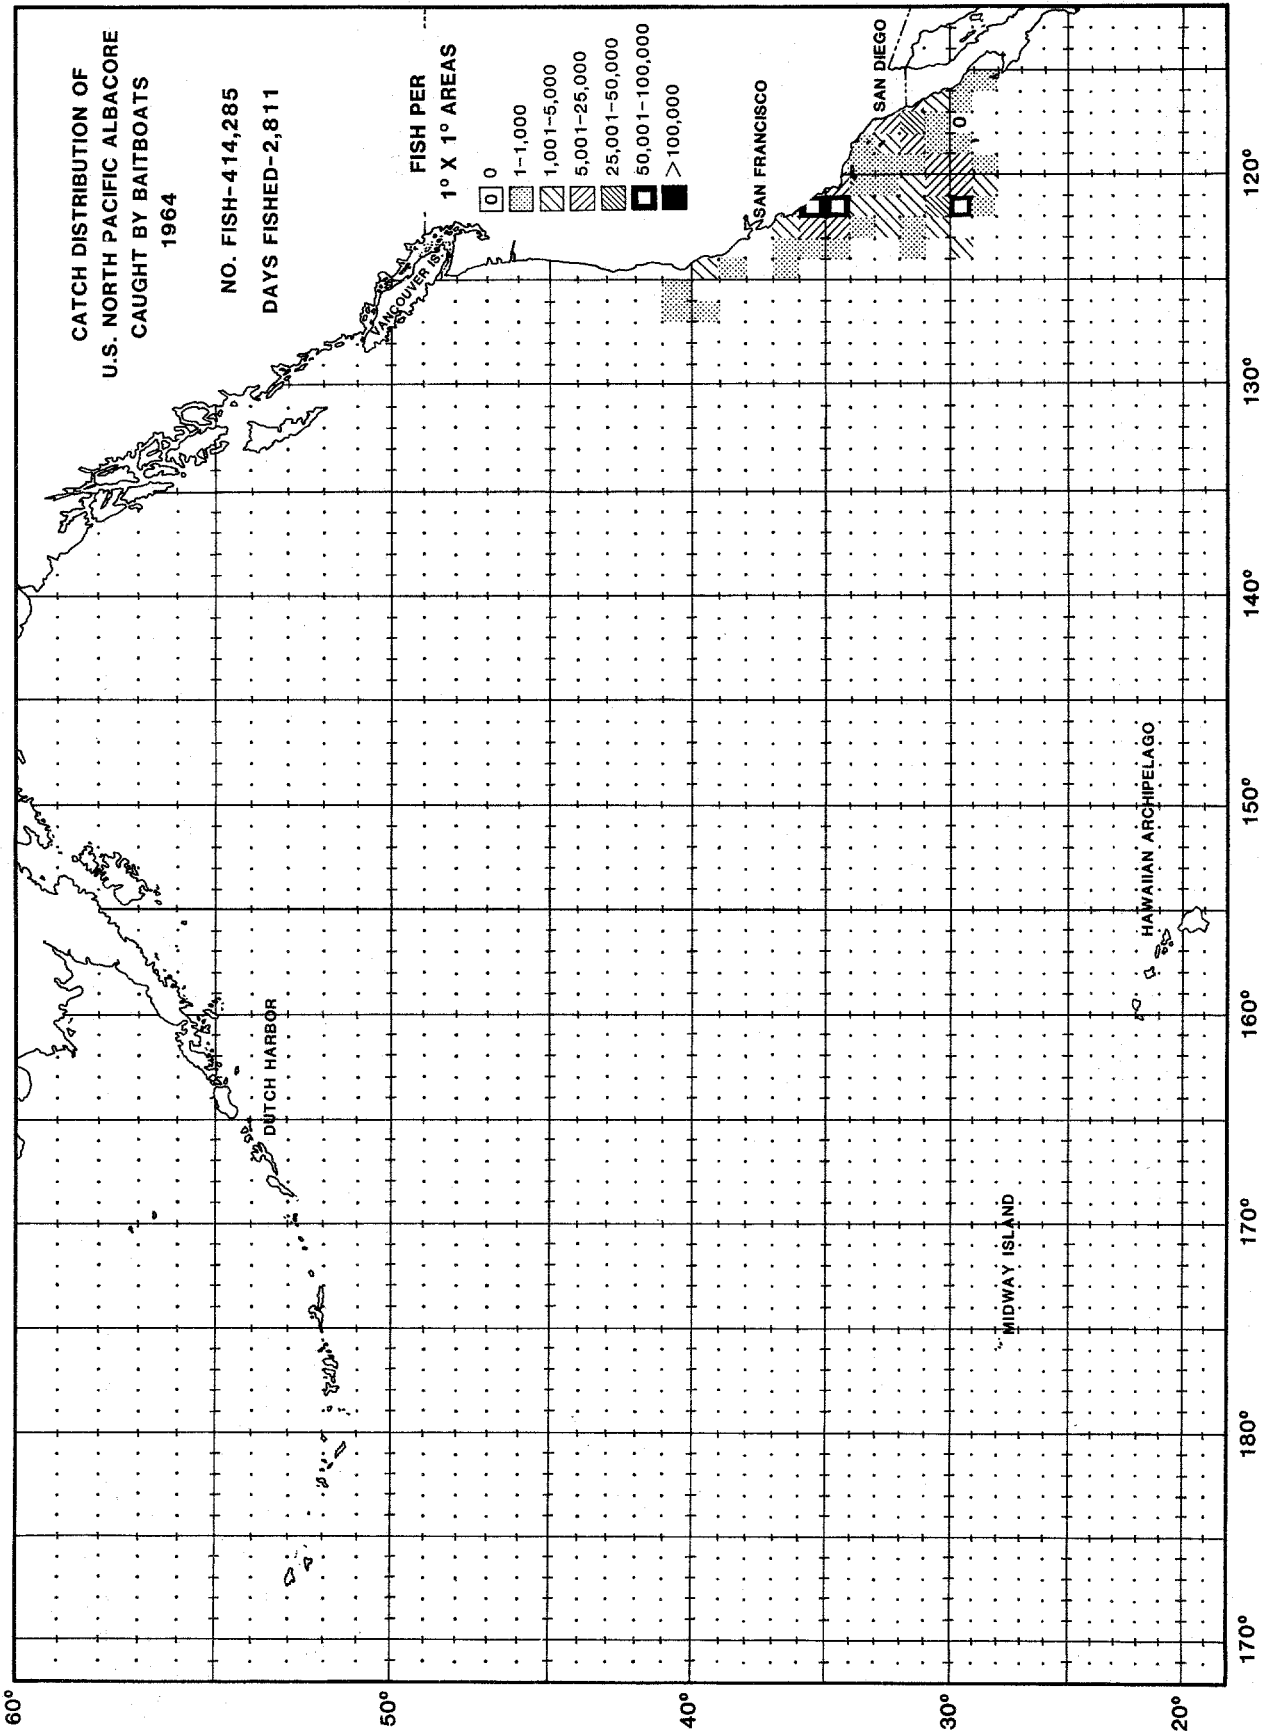 CATCH DISTRIBUTION OF
U.S. NORTH PACIFIC ALBACORE
CAUGHT BY BAITBOATS
1964
NO. FISH-414,285
DAYS FISHED-2,811
FISH PER
1° X 1° AREAS
0 0
1-1,000
1,001-5,000
5,001-25,000
25,001-50,000
50,001-100,000
>100,000
VANCOUVER IS.
SAN FRANCISCO
SAN DIEGO
0
DUTCH HARBOR
MIDWAY ISLAND
HAWAIIAN ARCHIPELAGO
60°
50°
40°
30°
20°
170°
180°
170°
160°
150°
140°
130°
120°